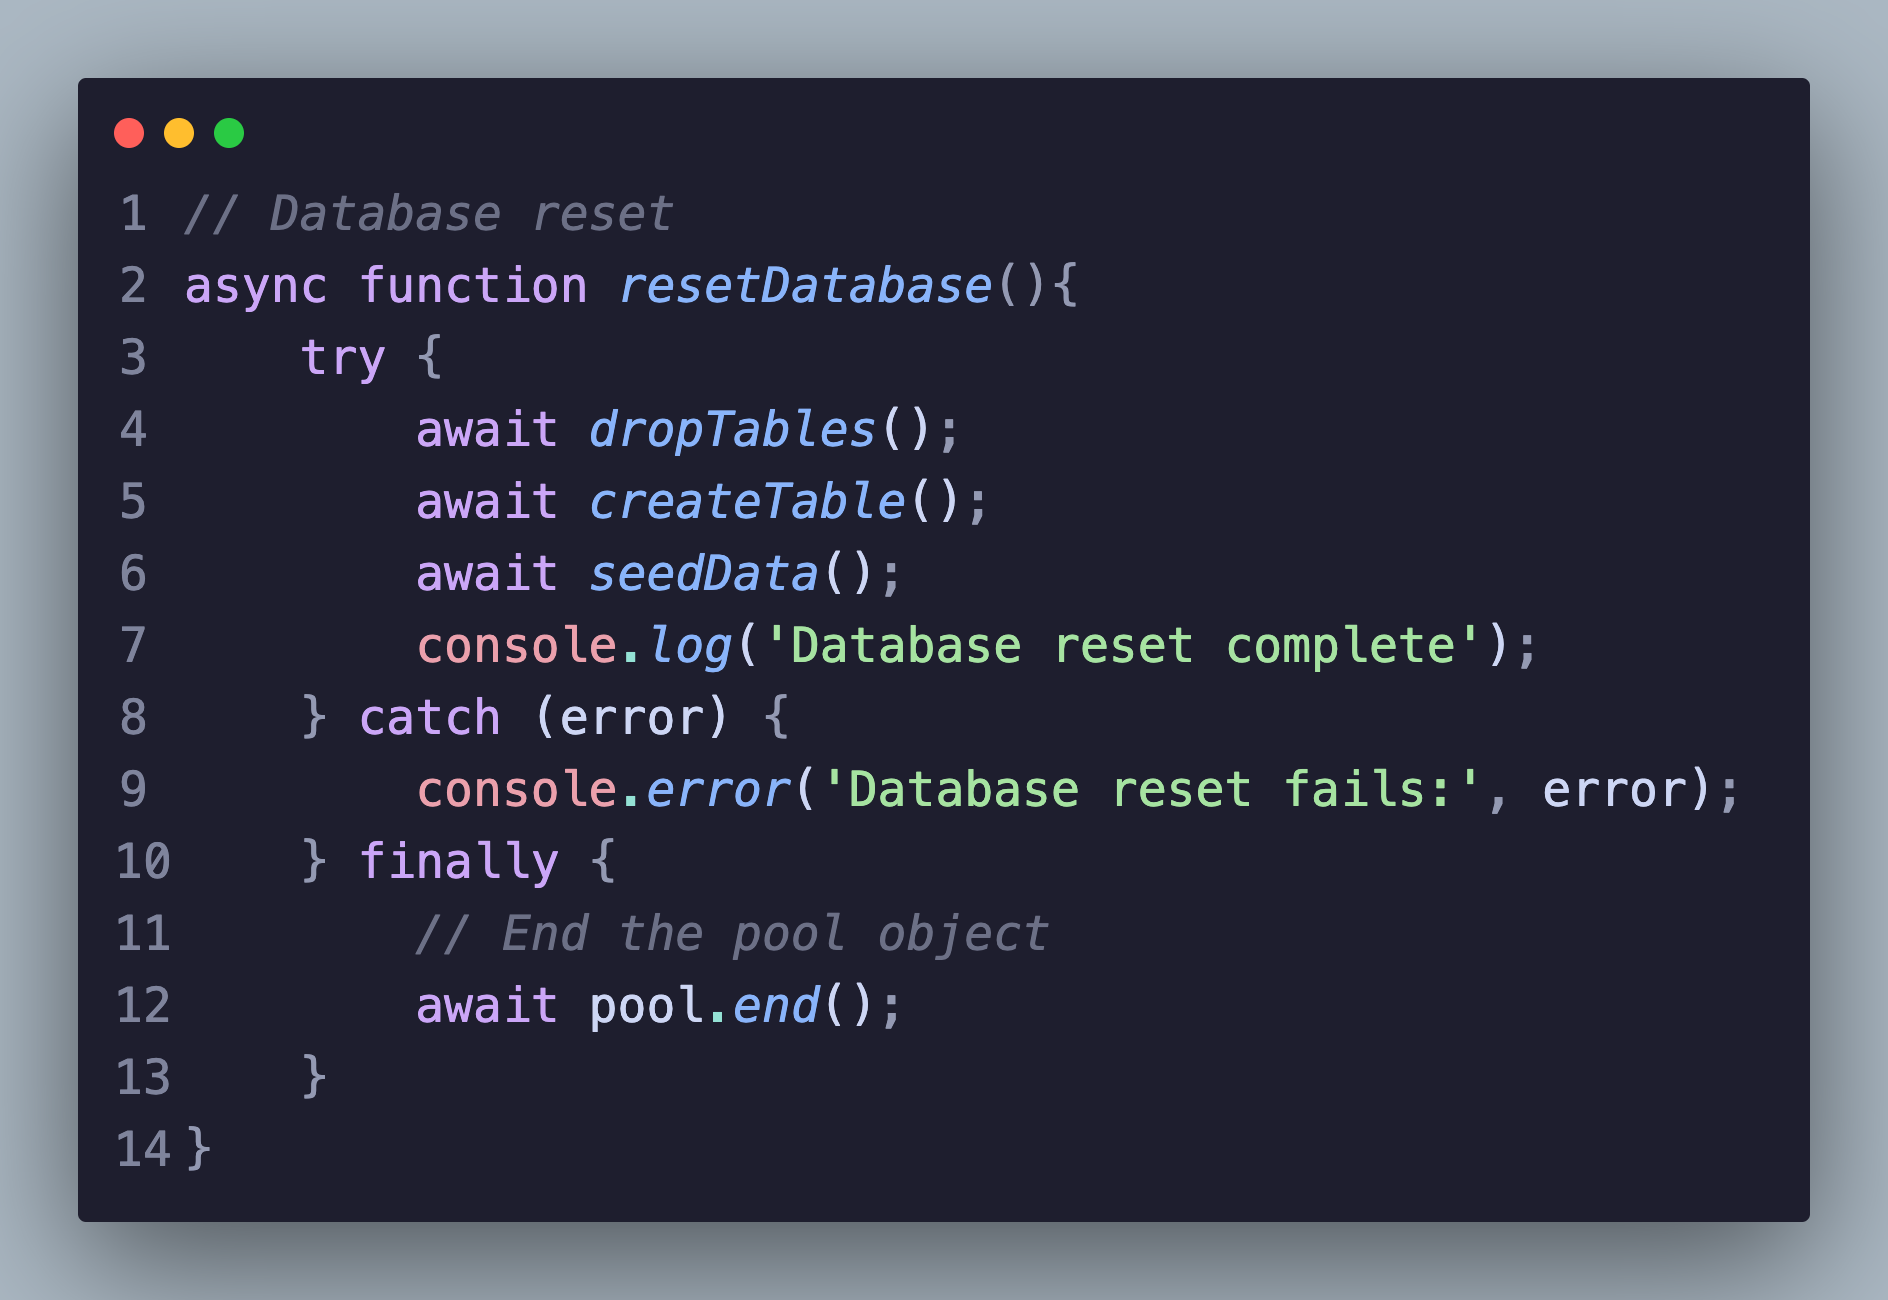 1 // Database reset
2 async function resetDatabase(){
3     try {
4         await dropTables();
5         await createTable();
6         await seedData();
7         console.log('Database reset complete');
8     } catch (error) {
9         console.error('Database reset fails:', error);
10     } finally {
11         // End the pool object
12         await pool.end();
13     }
14 }